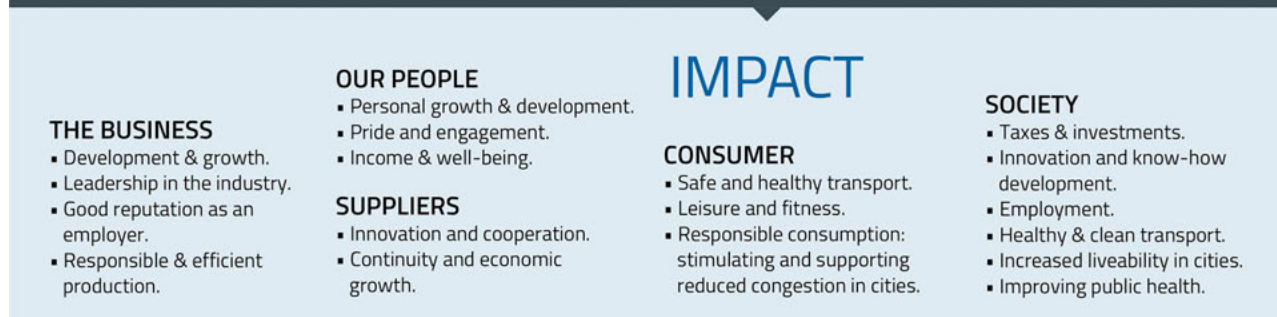 IMPACT
THE BUSINESS
▪ Development & growth.
▪ Leadership in the industry.
▪ Good reputation as an
employer.
▪ Responsible & efficient
production.
OUR PEOPLE
▪ Personal growth & development.
▪ Pride and engagement.
▪ Income & well-being.
SUPPLIERS
▪ Innovation and cooperation.
▪ Continuity and economic
growth.
CONSUMER
▪ Safe and healthy transport.
▪ Leisure and fitness.
▪ Responsible consumption:
stimulating and supporting
reduced congestion in cities.
SOCIETY
▪ Taxes & investments.
▪ Innovation and know-how
development.
▪ Employment.
▪ Healthy & clean transport.
▪ Increased liveability in cities.
▪ Improving public health.